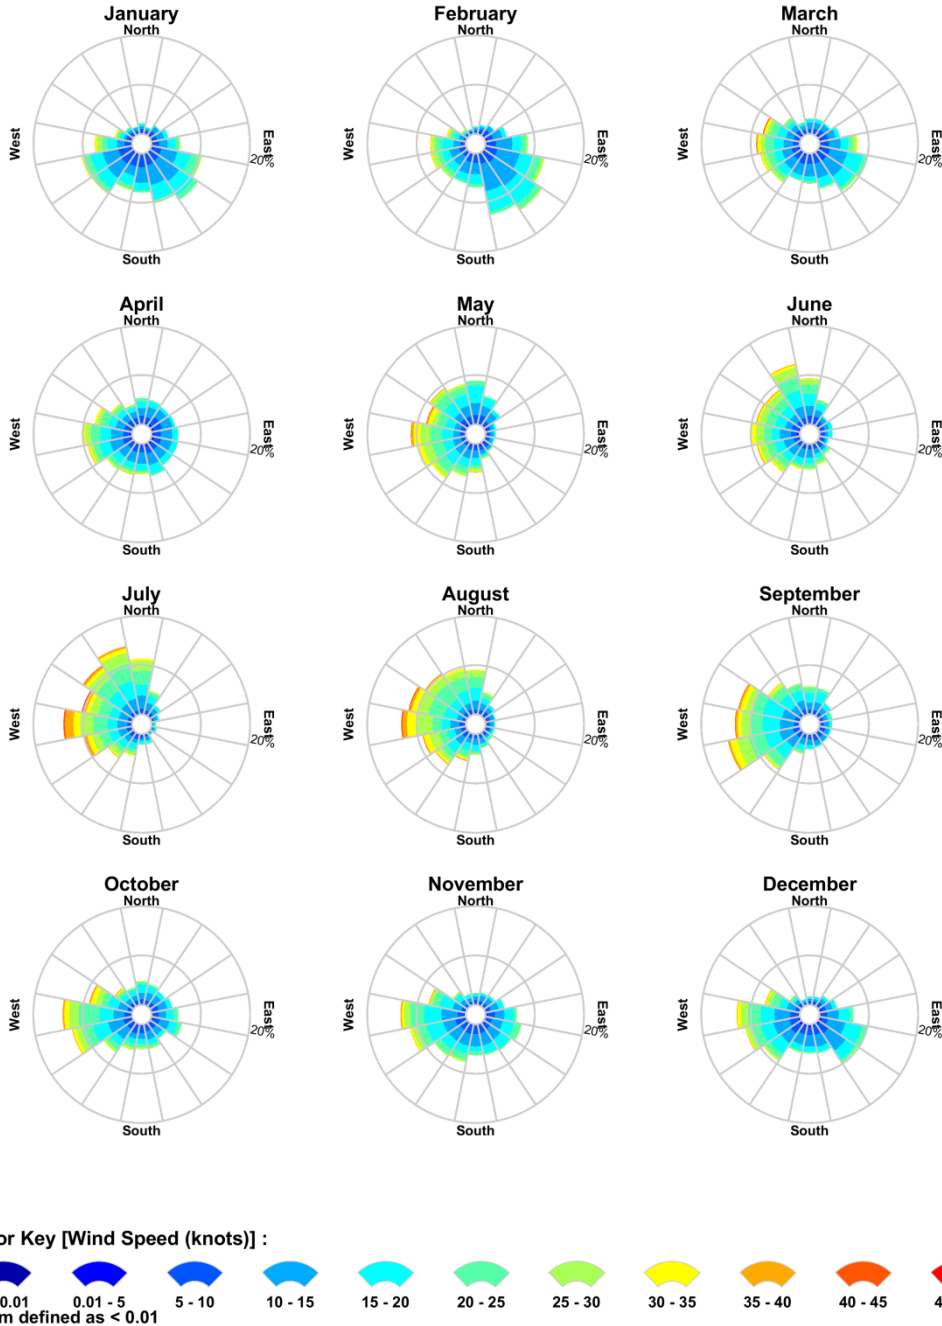 January
North
West
East
20%
South
February
North
West
East
20%
South
March
North
West
East
20%
South
April
North
West
East
20%
South
May
North
West
East
20%
South
June
North
West
East
20%
South
July
North
West
East
20%
South
August
North
West
East
20%
South
September
North
West
East
20%
South
October
North
West
East
20%
South
November
North
West
East
20%
South
December
North
West
East
20%
South
or Key [Wind Speed (knots)] :
0.01 0.01 - 5 5 - 10 10 - 15 15 - 20 20 - 25 25 - 30 30 - 35 35 - 40 40 - 45 4
m defined as < 0.01